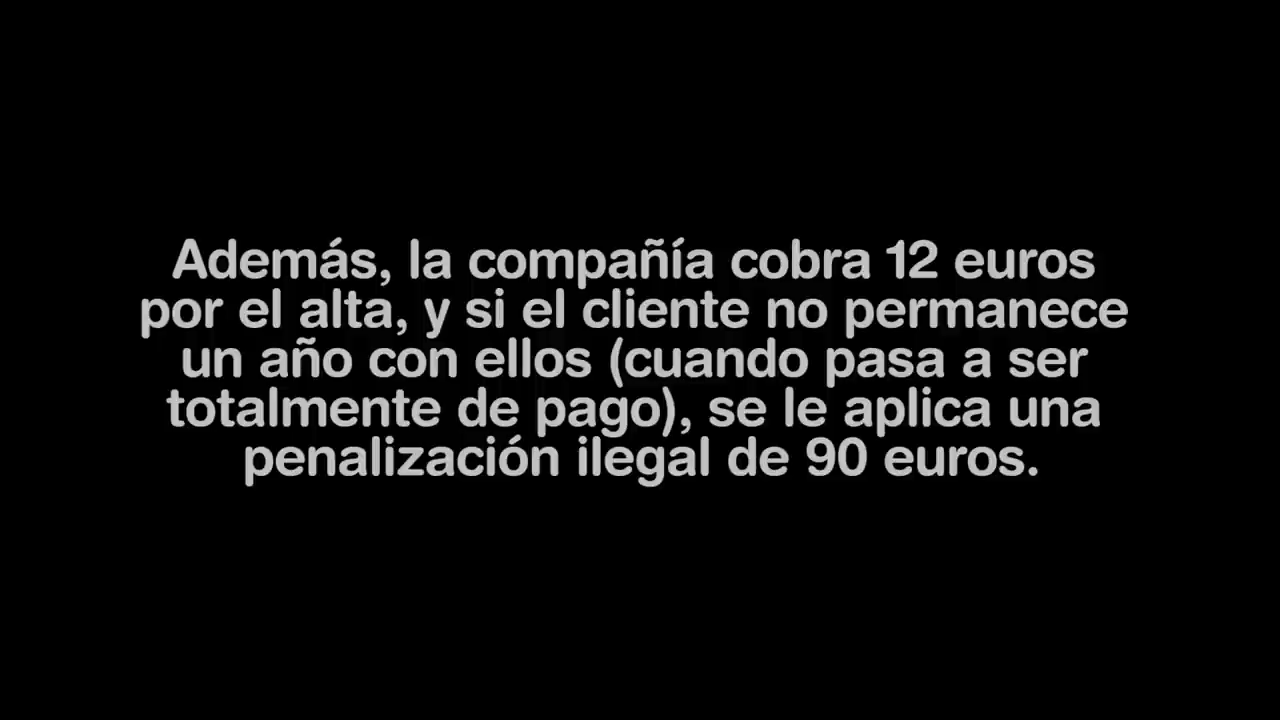 Además, la compañía cobra 12 euros
por el alta, y si el cliente no permanece
un año con ellos (cuando pasa a ser
totalmente de pago), se le aplica una
penalización ilegal de 90 euros.